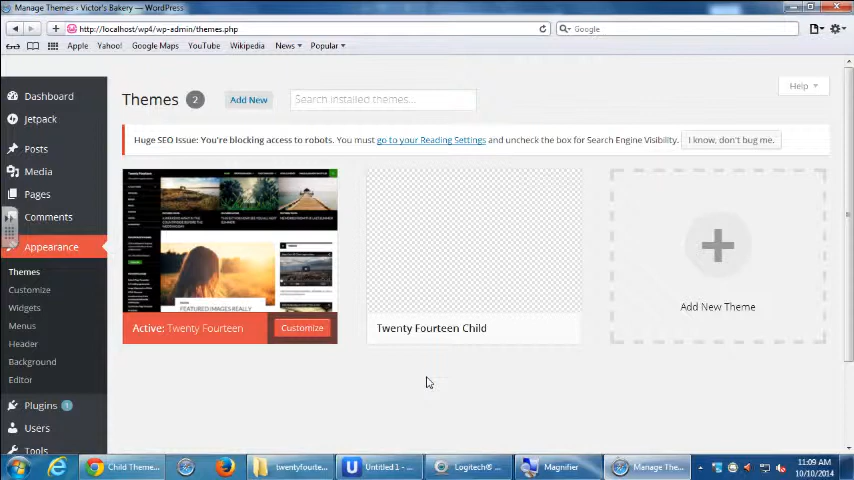 Manage Themes ‹ Victor's Bakery — WordPress
http://localhost/wp4/wp-admin/themes.php
Google
Apple Yahoo! Google Maps YouTube Wikipedia News Popular
Dashboard
Jetpack
Posts
Media
Pages
Comments
Appearance
Themes
Customize
Widgets
Menus
Header
Background
Editor
Plugins 1
Users
Tools
Themes 2 Add New Search installed themes...
Help
Huge SEO Issue: You're blocking access to robots. You must go to your Reading Settings and uncheck the box for Search Engine Visibility. I know, don't bug me.
FEATURED IMAGES REALLY
Active: Twenty Fourteen Customize
Twenty Fourteen Child
Add New Theme
Child Theme... twentyfourte... Untitled 1 - ... Logitech® ... Magnifier Manage The...
11:09 AM
10/10/2014